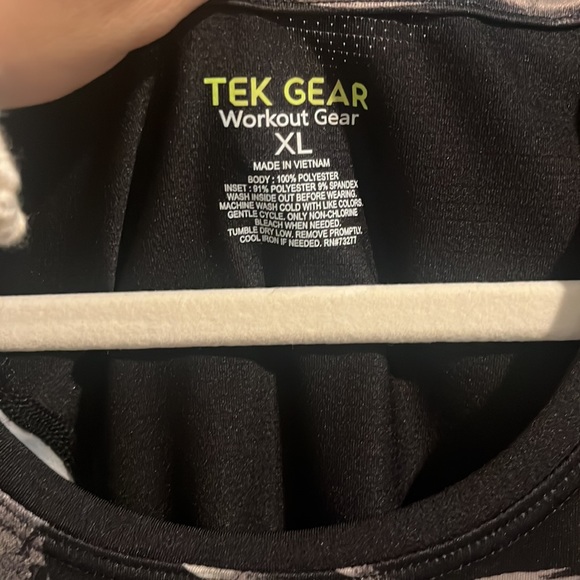 TEK GEAR
Workout Gear
XL
MADE IN VIETNAM
BODY : 100% POLYESTER
INSET : 91% POLYESTER 9% SPANDEX
WASH INSIDE OUT BEFORE WEARING.
MACHINE WASH COLD WITH LIKE COLORS.
GENTLE CYCLE. ONLY NON-CHLORINE
BLEACH WHEN NEEDED.
TUMBLE DRY LOW. REMOVE PROMPTLY.
COOL IRON IF NEEDED. RN#73277